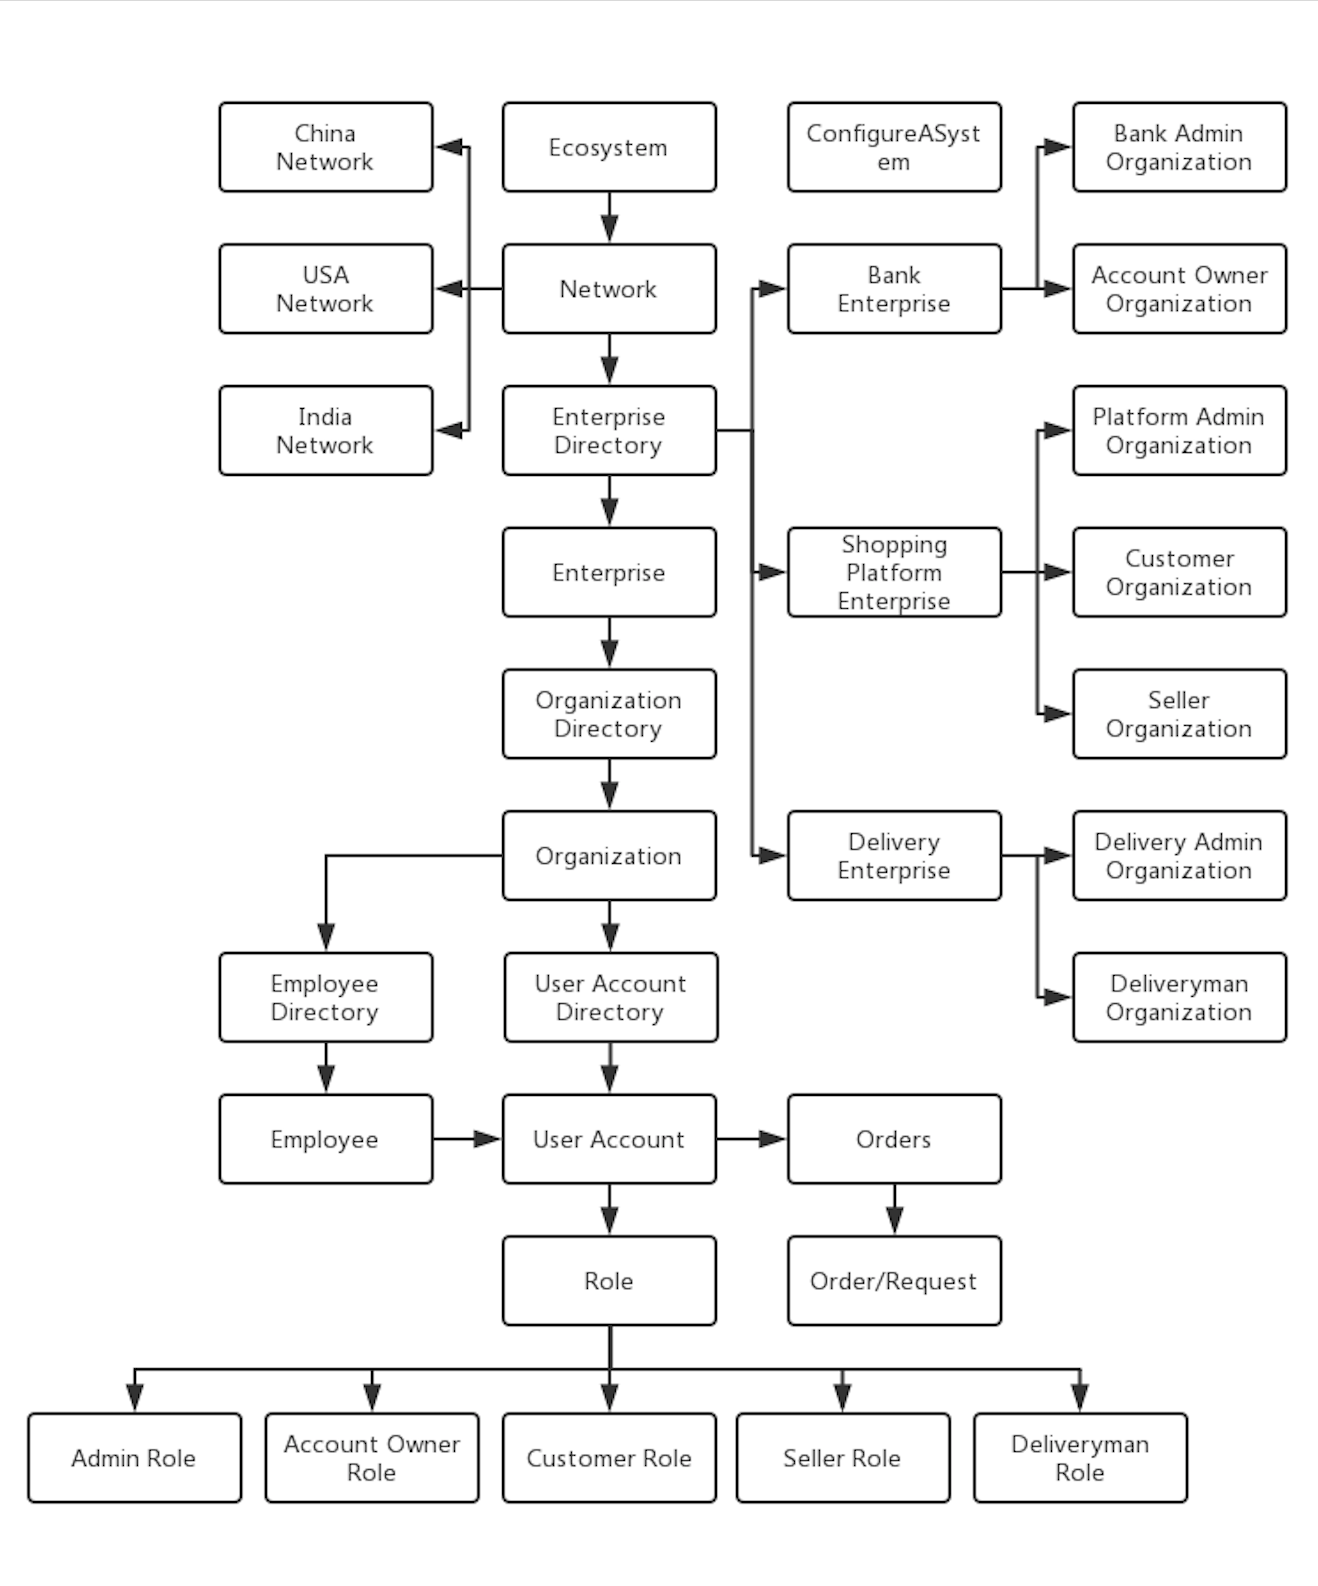 China
Network
Ecosystem
ConfigureASyst
em
Bank Admin
Organization
USA
Network
Network
Bank
Enterprise
Account Owner
Organization
India
Network
Enterprise
Directory
Platform Admin
Organization
Enterprise
Shopping
Platform
Enterprise
Customer
Organization
Organization
Directory
Seller
Organization
Organization
Delivery
Enterprise
Delivery Admin
Organization
Employee
Directory
User Account
Directory
Deliveryman
Organization
Employee
User Account
Orders
Role
Order/Request
Admin Role
Account Owner
Role
Customer Role
Seller Role
Deliveryman
Role